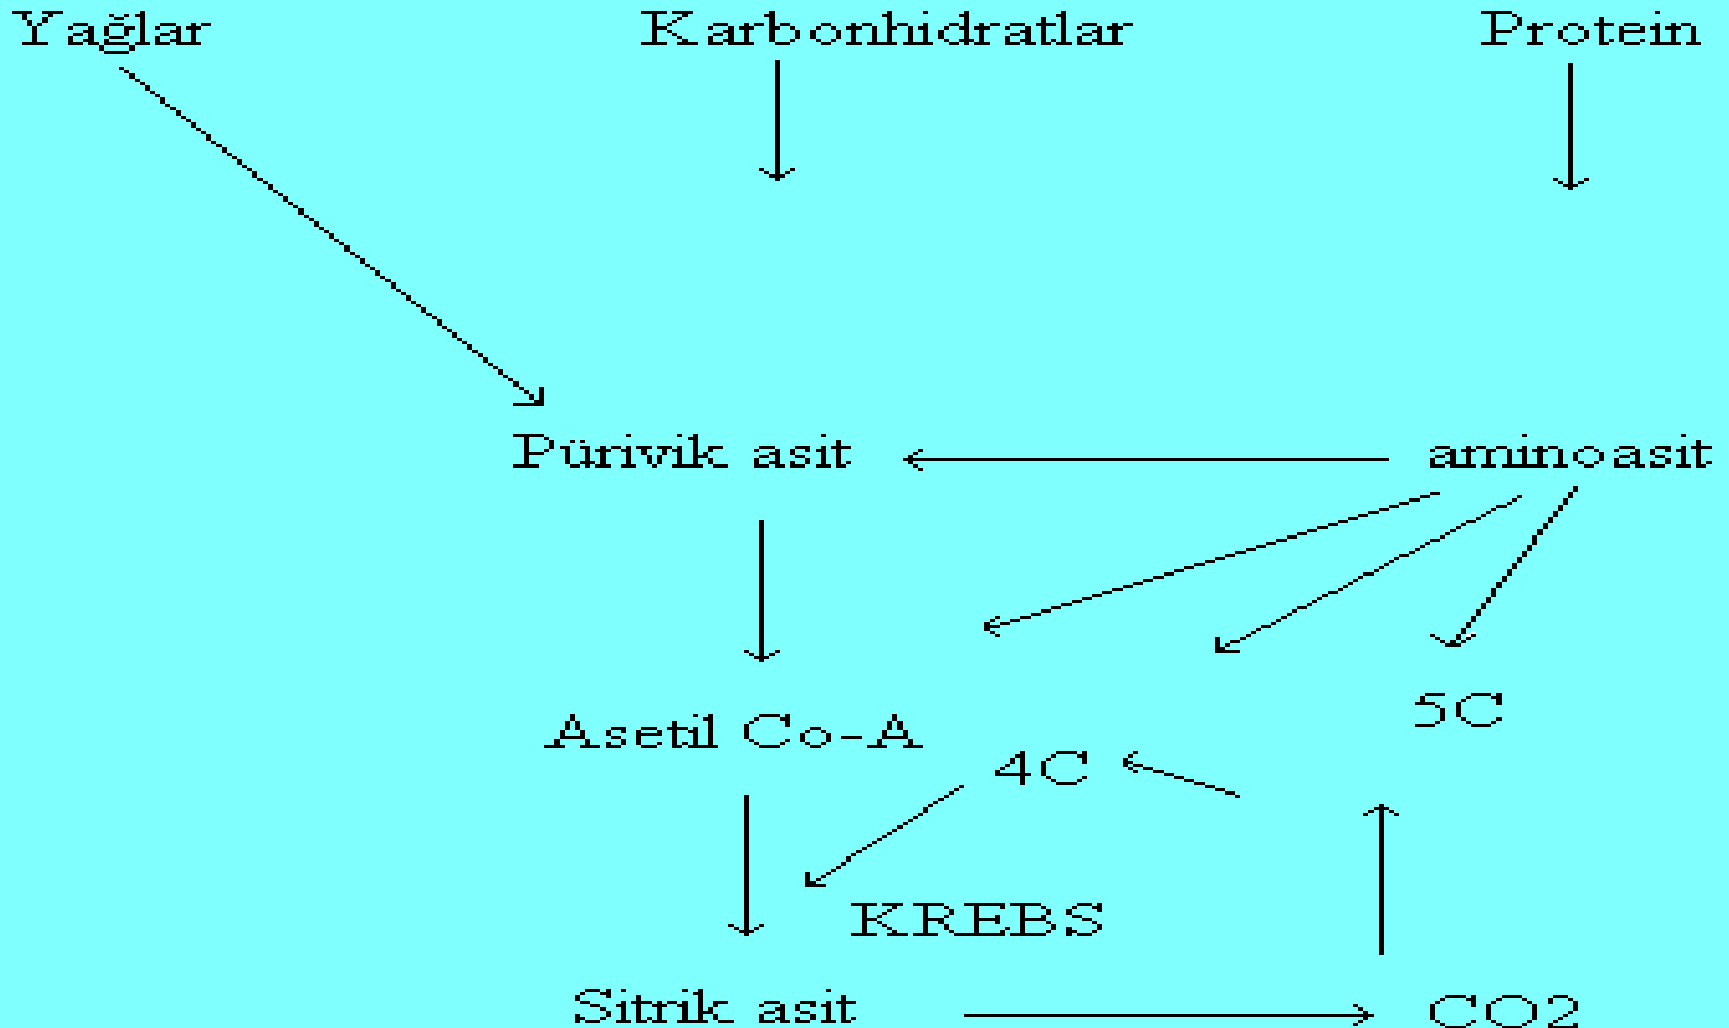 Yağlar Karbonhidratlar Protein
Pürivik asit aminoasit
5C
Asetil Co-A
4C
KREBS
Sitrik asit CO2